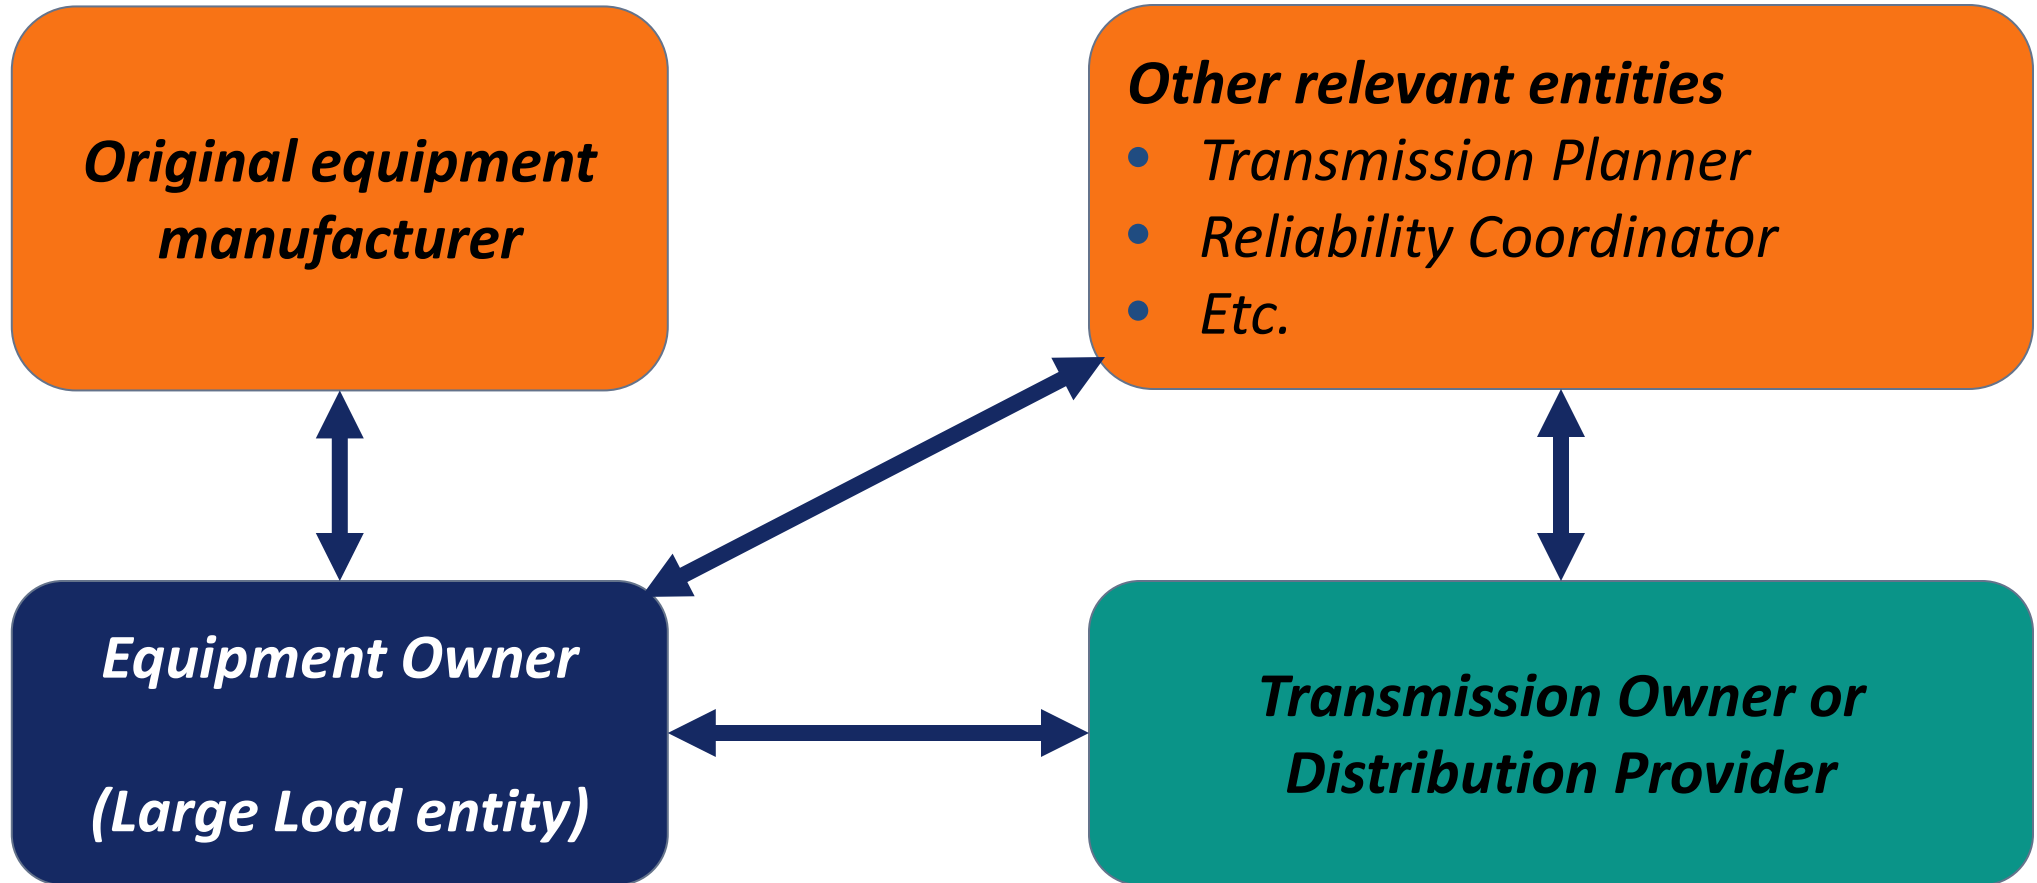 Original equipment
manufacturer
Other relevant entities
• Transmission Planner
• Reliability Coordinator
• Etc.
Equipment Owner
(Large Load entity)
Transmission Owner or
Distribution Provider